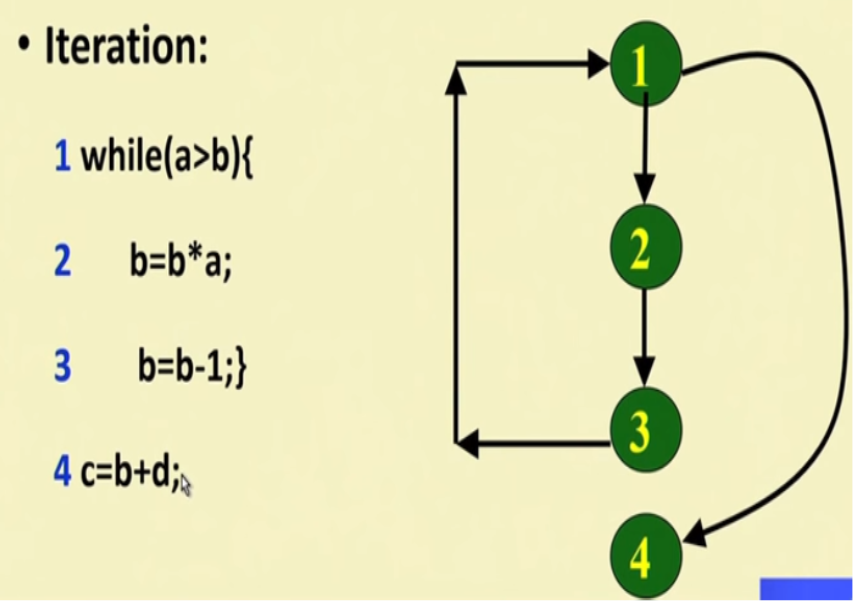 • Iteration:
1 while(a>b){
2 b=b*a;
3 b=b-1;}
4 c=b+d;
1
2
3
4